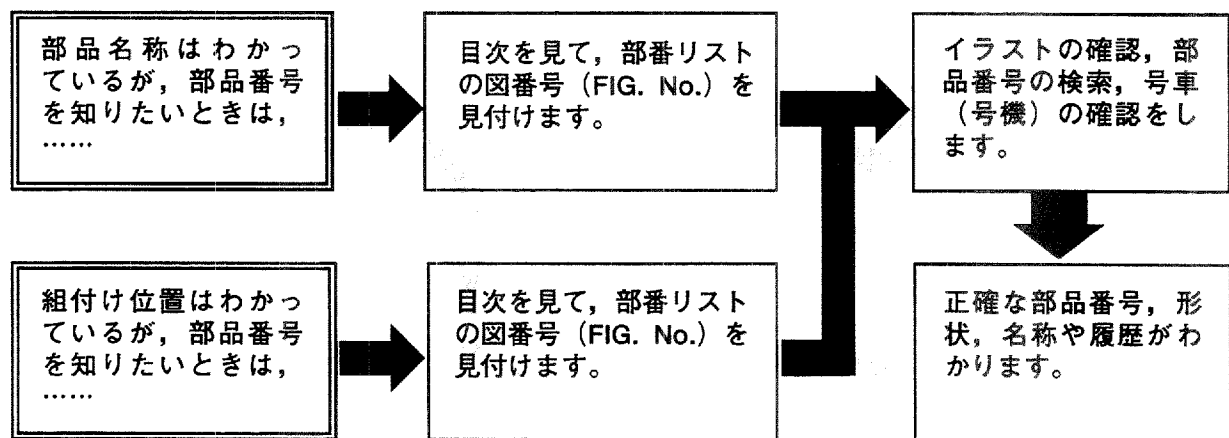 部品名称はわかっ
ているが，部品番号
を知りたいときは，
……
目次を見て，部番リスト
の図番号（FIG. No.）を
見付けます。
イラストの確認，部
品番号の検索，号車
（号機）の確認をし
ます。
組付け位置はわかっ
ているが，部品番号
を知りたいときは，
……
目次を見て，部番リスト
の図番号（FIG. No.）を
見付けます。
正確な部品番号，形
状，名称や履歴がわ
かります。